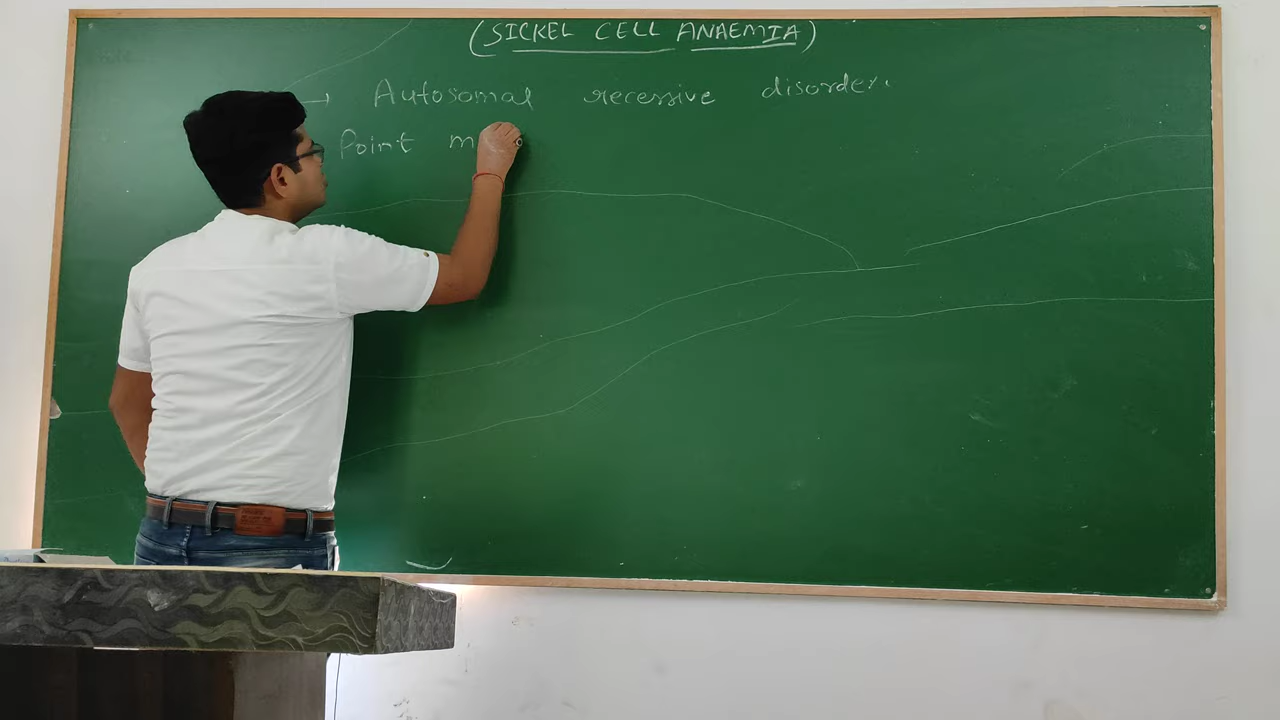 (SICKEL CELL ANAEMIA)
→ Autosomal recessive disorder.
Point m